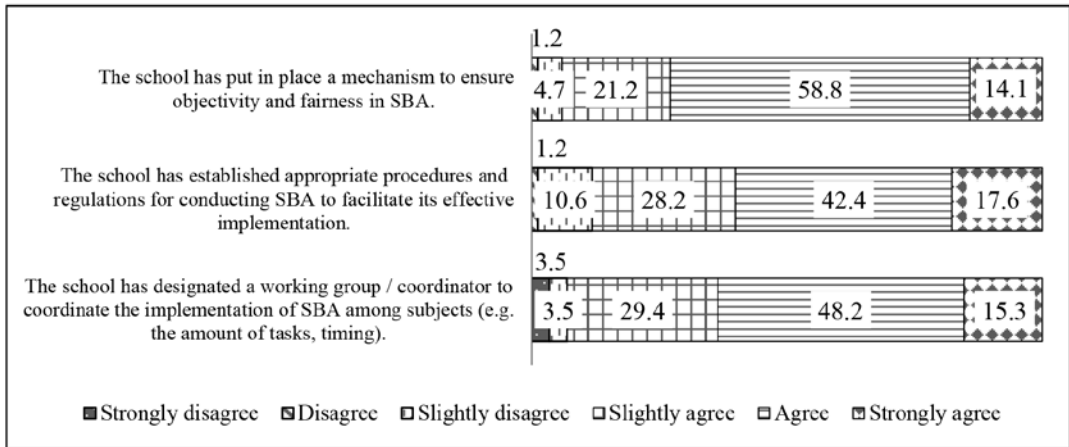 1.2
The school has put in place a mechanism to ensure
objectivity and fairness in SBA.
4.7 21.2 58.8 14.1
1.2
The school has established appropriate procedures and
regulations for conducting SBA to facilitate its effective
implementation.
10.6 28.2 42.4 17.6
3.5
The school has designated a working group / coordinator to
coordinate the implementation of SBA among subjects (e.g.
the amount of tasks, timing).
3.5 29.4 48.2 15.3
Strongly disagree Disagree Slightly disagree Slightly agree Agree Strongly agree